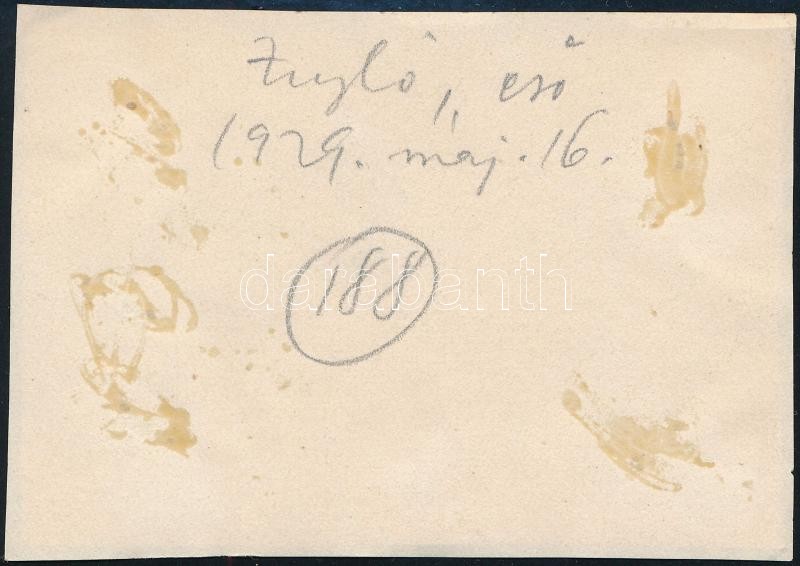 Zugló, eső
1929. máj. 16.
188
darabanth